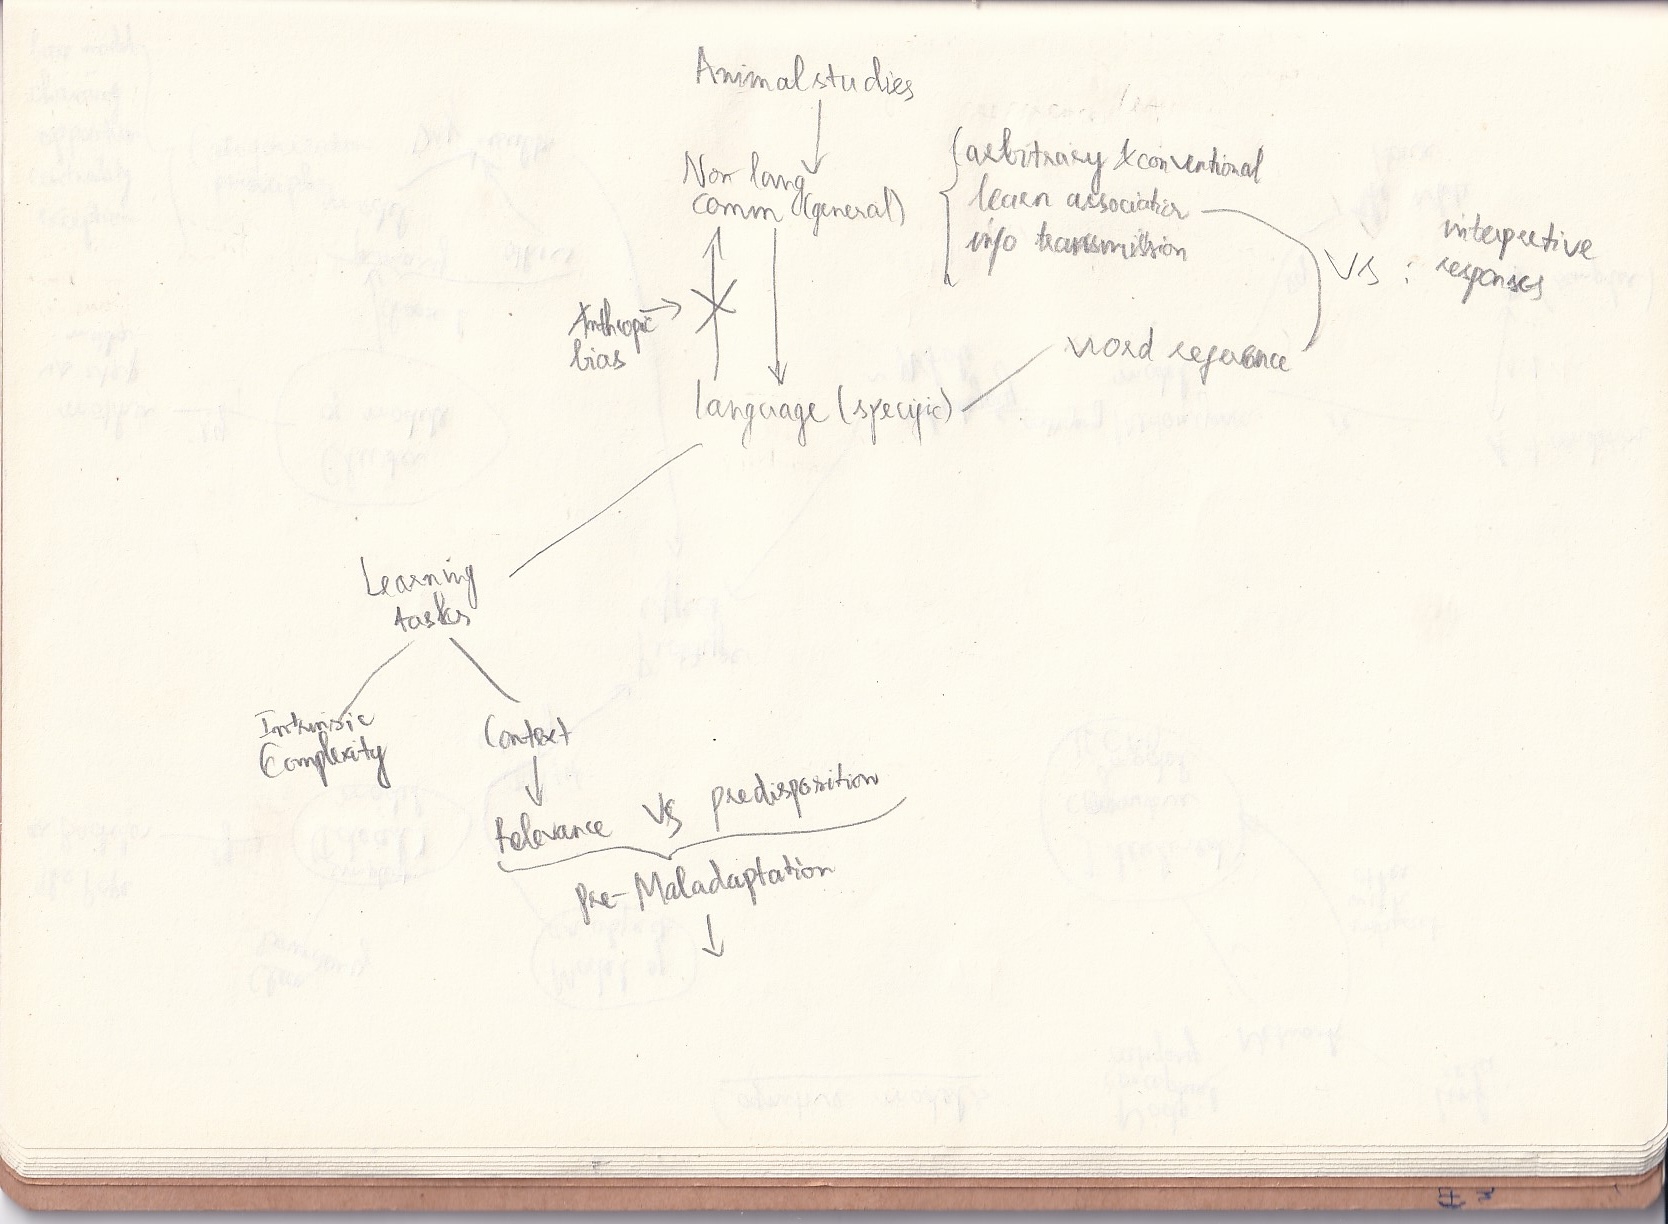 Animal studies
Non lang
comm (general)
arbitrary & conventional
learn association
info transmission
VS :
interpretive
responses
Anthropic
bias
word reference
language (specific)
Learning
tasks
Intrinsic
Complexity
Context
Relevance VS predisposition
Pre-Maladaptation